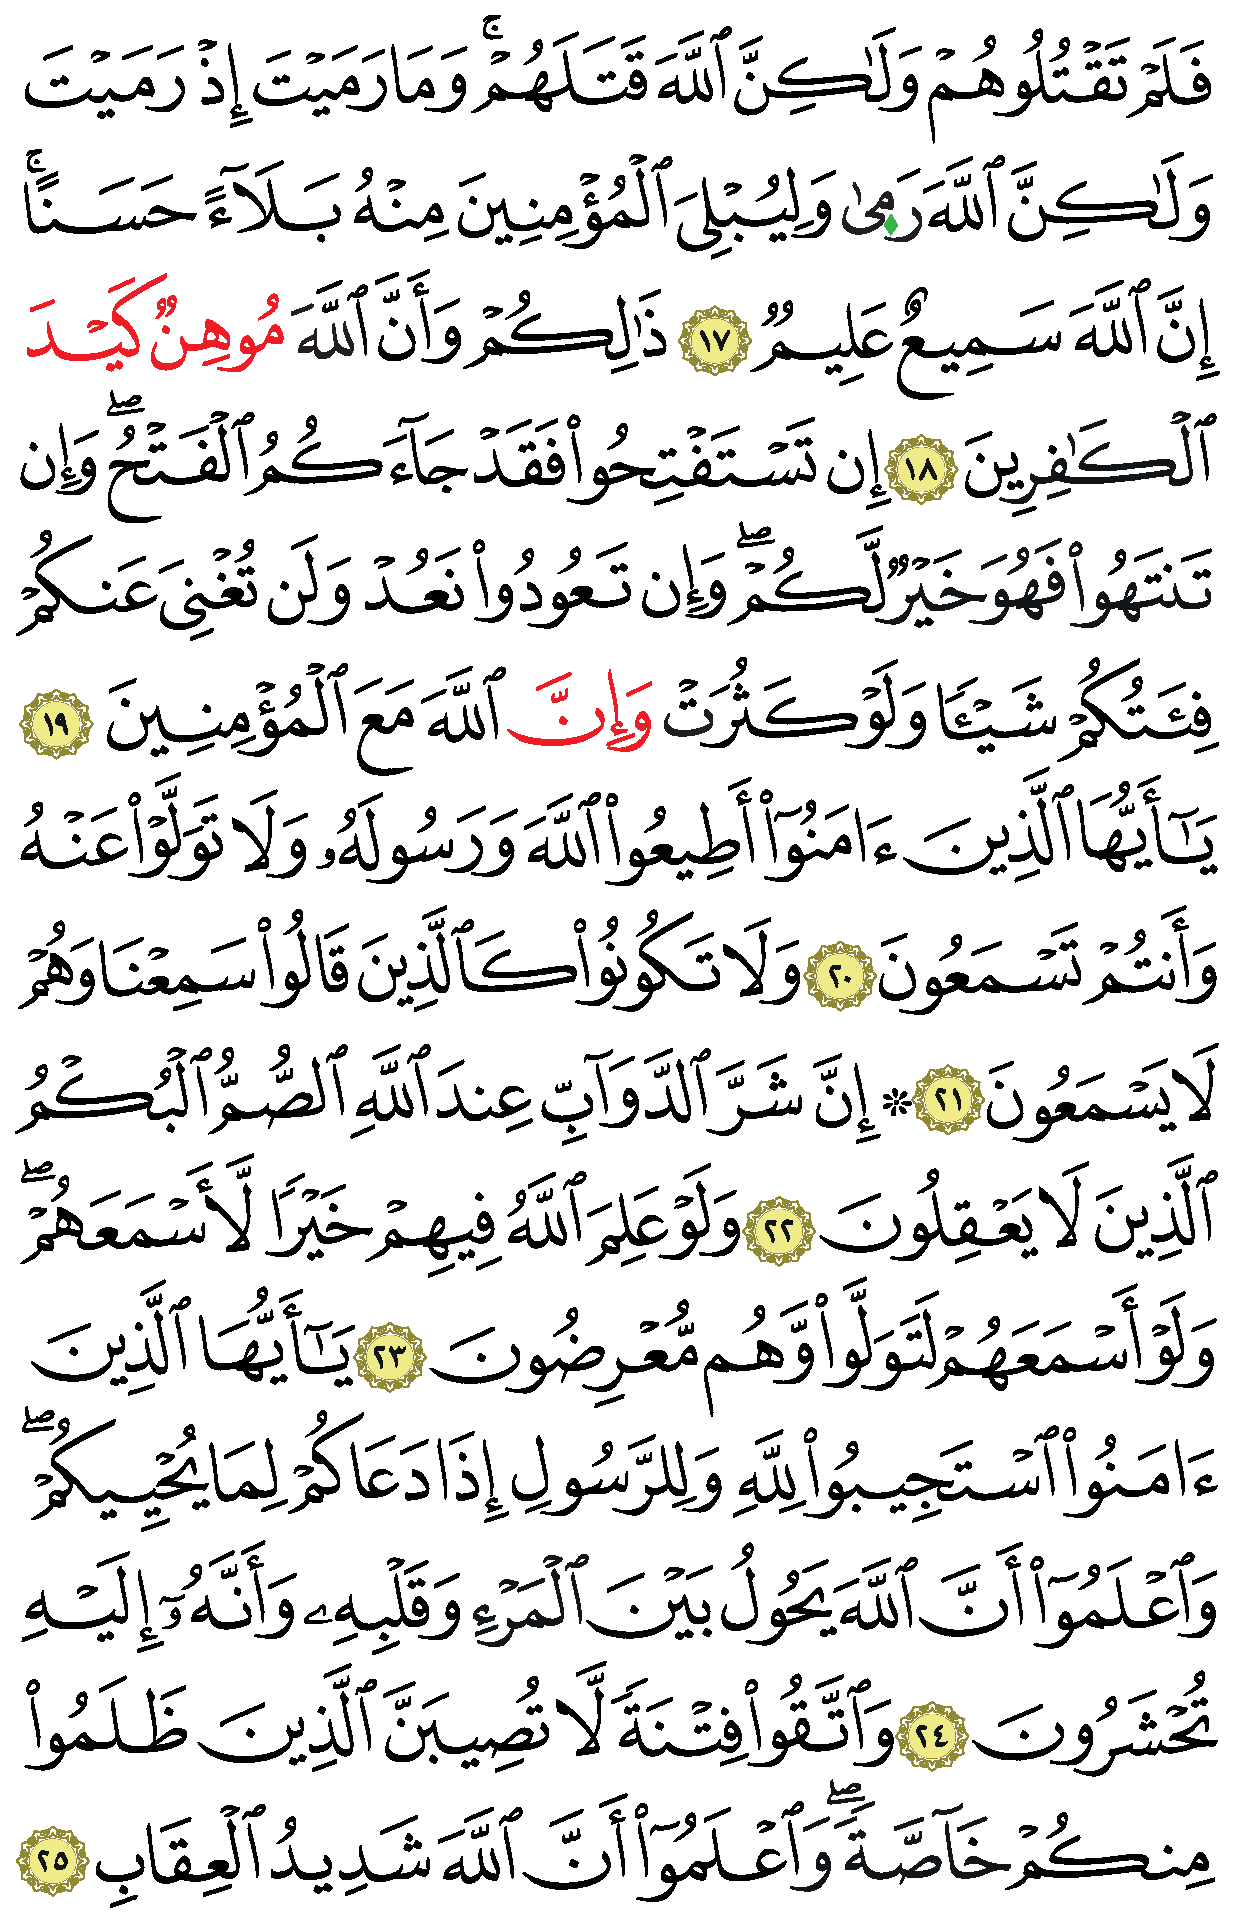 فَلَمْ تَقْتُلُوهُمْ وَلَٰكِنَّ ٱللَّهَ قَتَلَهُمْ ۚ وَمَا رَمَيْتَ إِذْ رَمَيْتَ
وَلَٰكِنَّ ٱللَّهَ رَمَىٰ وَلِيُبْلِىَ ٱلْمُؤْمِنِينَ مِنْهُ بَلَآءً حَسَنًا ۚ
إِنَّ ٱللَّهَ سَمِيعٌ عَلِيمٌ ١٧ ذَٰلِكُمْ وَأَنَّ ٱللَّهَ مُوهِنٌ كَيْدَ
ٱلْكَٰفِرِينَ ١٨ إِن تَسْتَفْتِحُوا۟ فَقَدْ جَآءَكُمُ ٱلْفَتْحُ ۖ وَإِن
تَنتَهُوا۟ فَهُوَ خَيْرٌ لَّكُمْ ۖ وَإِن تَعُودُوا۟ نَعُدْ وَلَن تُغْنِىَ عَنكُمْ
فِئَتُكُمْ شَيْـًٔا وَلَوْ كَثُرَتْ وَإِنَّ ٱللَّهَ مَعَ ٱلْمُؤْمِنِينَ ١٩
يَٰٓأَيُّهَا ٱلَّذِينَ ءَامَنُوٓا۟ أَطِيعُوا۟ ٱللَّهَ وَرَسُولَهُۥ وَلَا تَوَلَّوْا۟ عَنْهُ
وَأَنتُمْ تَسْمَعُونَ ٢٠ وَلَا تَكُونُوا۟ كَٱلَّذِينَ قَالُوا۟ سَمِعْنَا وَهُمْ
لَا يَسْمَعُونَ ٢١ ۞ إِنَّ شَرَّ ٱلدَّوَآبِّ عِندَ ٱللَّهِ ٱلصُّمُّ ٱلْبُكْمُ
ٱلَّذِينَ لَا يَعْقِلُونَ ٢٢ وَلَوْ عَلِمَ ٱللَّهُ فِيهِمْ خَيْرًا لَّأَسْمَعَهُمْ ۖ
وَلَوْ أَسْمَعَهُمْ لَتَوَلَّوا۟ وَّهُم مُّعْرِضُونَ ٢٣ يَٰٓأَيُّهَا ٱلَّذِينَ
ءَامَنُوا۟ ٱسْتَجِيبُوا۟ لِلَّهِ وَلِلرَّسُولِ إِذَا دَعَاكُمْ لِمَا يُحْيِيكُمْ ۖ
وَٱعْلَمُوٓا۟ أَنَّ ٱللَّهَ يَحُولُ بَيْنَ ٱلْمَرْءِ وَقَلْبِهِۦ وَأَنَّهُۥٓ إِلَيْهِ
تُحْشَرُونَ ٢٤ وَٱتَّقُوا۟ فِتْنَةً لَّا تُصِيبَنَّ ٱلَّذِينَ ظَلَمُوا۟
مِنكُمْ خَآصَّةً ۖ وَٱعْلَمُوٓا۟ أَنَّ ٱللَّهَ شَدِيدُ ٱلْعِقَابِ ٢٥